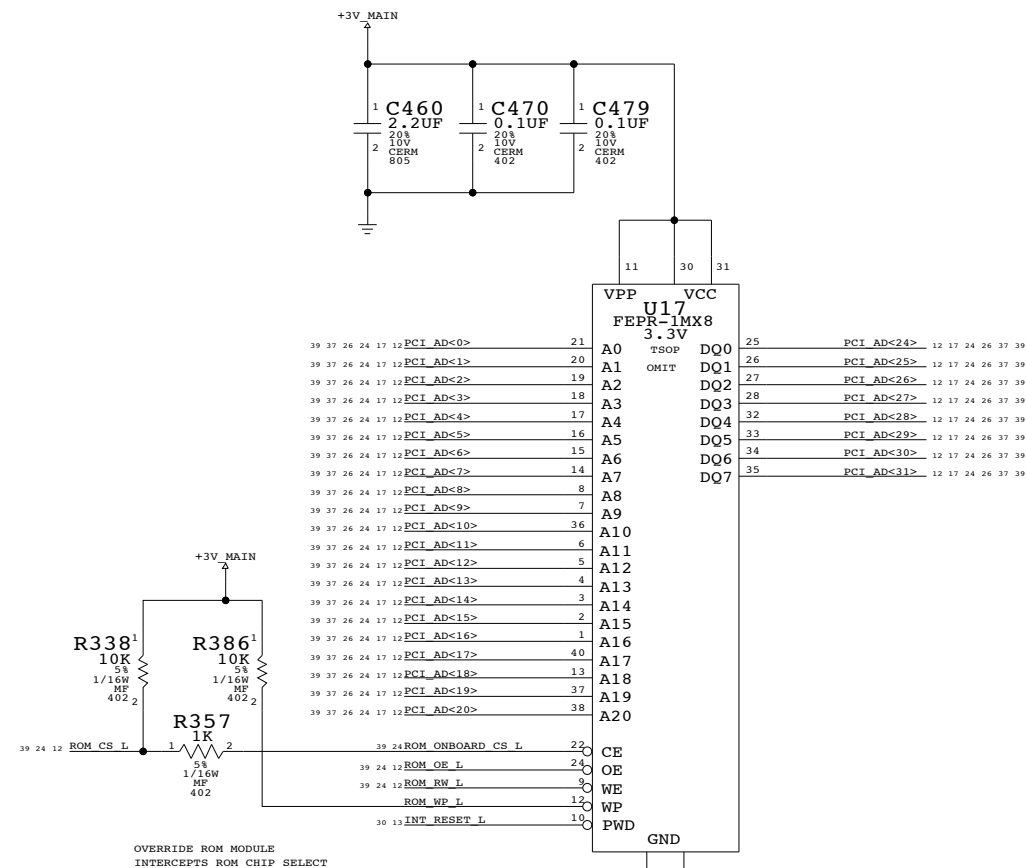 +3V_MAIN
1 C460
2.2UF
20%
10V
2 CERM
805
1 C470
0.1UF
20%
10V
2 CERM
402
1 C479
0.1UF
20%
10V
2 CERM
402
11 30 31
VPP VCC
U17
FEPR-1MX8
3.3V
TSOP
OMIT
39 37 26 24 17 12 PCI_AD<0> 21 A0 DQ0 25 PCI_AD<24> 12 17 24 26 37 39
39 37 26 24 17 12 PCI_AD<1> 20 A1 DQ1 26 PCI_AD<25> 12 17 24 26 37 39
39 37 26 24 17 12 PCI_AD<2> 19 A2 DQ2 27 PCI_AD<26> 12 17 24 26 37 39
39 37 26 24 17 12 PCI_AD<3> 18 A3 DQ3 28 PCI_AD<27> 12 17 24 26 37 39
39 37 26 24 17 12 PCI_AD<4> 17 A4 DQ4 32 PCI_AD<28> 12 17 24 26 37 39
39 37 26 24 17 12 PCI_AD<5> 16 A5 DQ5 33 PCI_AD<29> 12 17 24 26 37 39
39 37 26 24 17 12 PCI_AD<6> 15 A6 DQ6 34 PCI_AD<30> 12 17 24 26 37 39
39 37 26 24 17 12 PCI_AD<7> 14 A7 DQ7 35 PCI_AD<31> 12 17 24 26 37 39
39 37 26 24 17 12 PCI_AD<8> 8 A8
39 37 26 24 17 12 PCI_AD<9> 7 A9
39 37 26 24 17 12 PCI_AD<10> 36 A10
39 37 26 24 17 12 PCI_AD<11> 6 A11
39 37 26 24 17 12 PCI_AD<12> 5 A12
39 37 26 24 17 12 PCI_AD<13> 4 A13
39 37 26 24 17 12 PCI_AD<14> 3 A14
39 37 26 24 17 12 PCI_AD<15> 2 A15
39 37 26 24 17 12 PCI_AD<16> 1 A16
39 37 26 24 17 12 PCI_AD<17> 40 A17
39 37 26 24 17 12 PCI_AD<18> 13 A18
39 37 26 24 17 12 PCI_AD<19> 37 A19
39 37 26 24 17 12 PCI_AD<20> 38 A20
+3V_MAIN
R338 1
10K
5%
1/16W
MF
402 2
R386 1
10K
5%
1/16W
MF
402 2
R357
39 24 12 ROM_CS_L 1 1K 2
5%
1/16W
MF
402
39 24 ROM_ONBOARD_CS_L 22 CE
39 24 12 ROM_OE_L 24 OE
39 24 12 ROM_RW_L 9 WE
ROM_WP_L 12 WP
30 13 INT_RESET_L 10 PWD
GND
OVERRIDE ROM MODULE
INTERCEPTS ROM CHIP SELECT